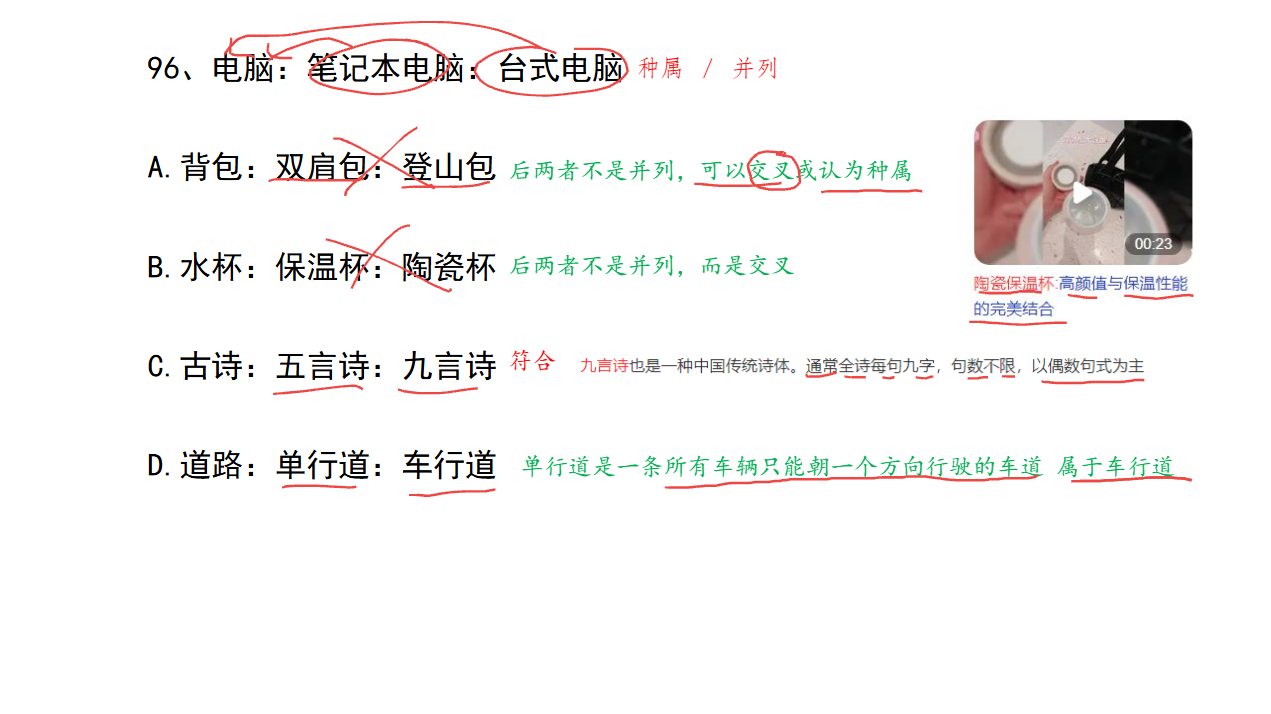 96、电脑：笔记本电脑：台式电脑 种属 / 并列
A.背包：双肩包：登山包 后两者不是并列，可以交叉或认为种属
00:23
B.水杯：保温杯：陶瓷杯 后两者不是并列，而是交叉
陶瓷保温杯:高颜值与保温性能
的完美结合
C.古诗：五言诗：九言诗 符合 九言诗也是一种中国传统诗体。通常全诗每句九字，句数不限，以偶数句式为主
D.道路：单行道：车行道 单行道是一条所有车辆只能朝一个方向行驶的车道 属于车行道